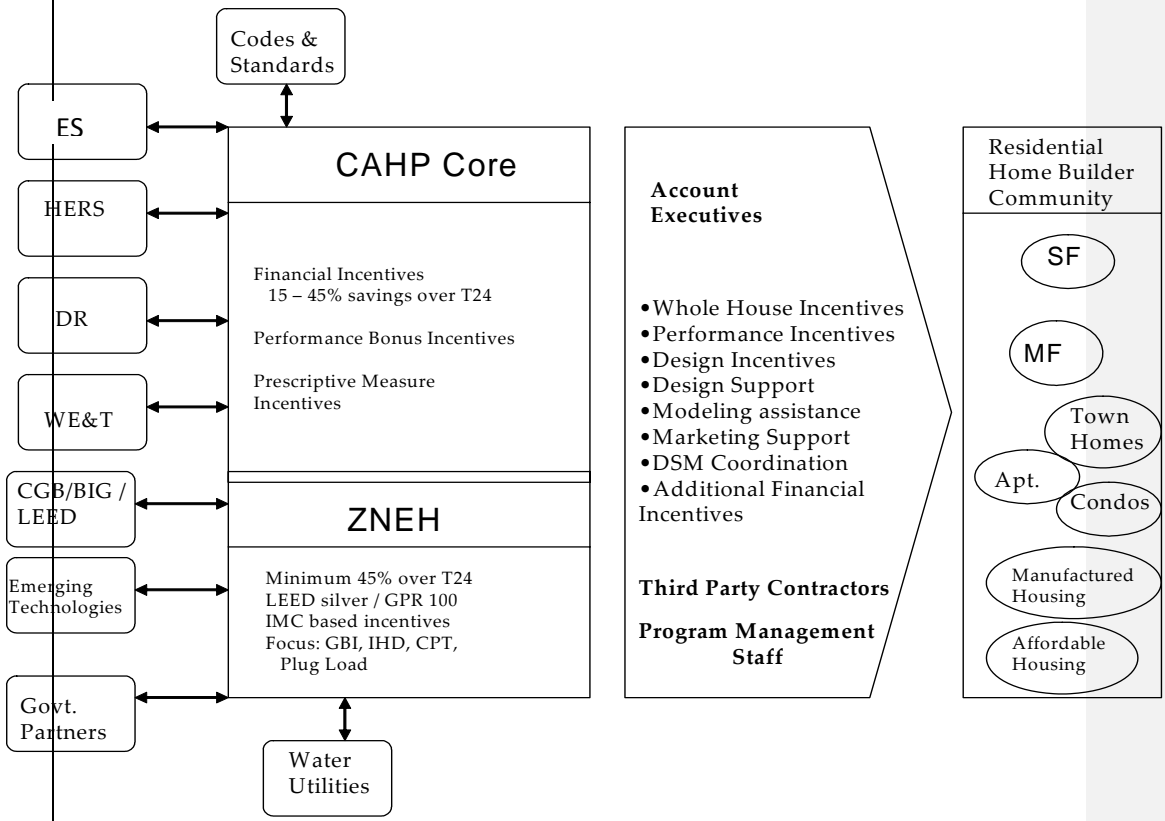 Codes &
Standards
ES
HERS
DR
WE&T
CGB/BIG /
LEED
Emerging
Technologies
Govt.
Partners
CAHP Core
Financial Incentives
15 – 45% savings over T24
Performance Bonus Incentives
Prescriptive Measure
Incentives
ZNEH
Minimum 45% over T24
LEED silver / GPR 100
IMC based incentives
Focus: GBI, IHD, CPT,
Plug Load
Water
Utilities
Account
Executives
•Whole House Incentives
•Performance Incentives
•Design Incentives
•Design Support
•Modeling assistance
•Marketing Support
•DSM Coordination
•Additional Financial
Incentives
Third Party Contractors
Program Management
Staff
Residential
Home Builder
Community
SF
MF
Town
Homes
Apt.
Condos
Manufactured
Housing
Affordable
Housing